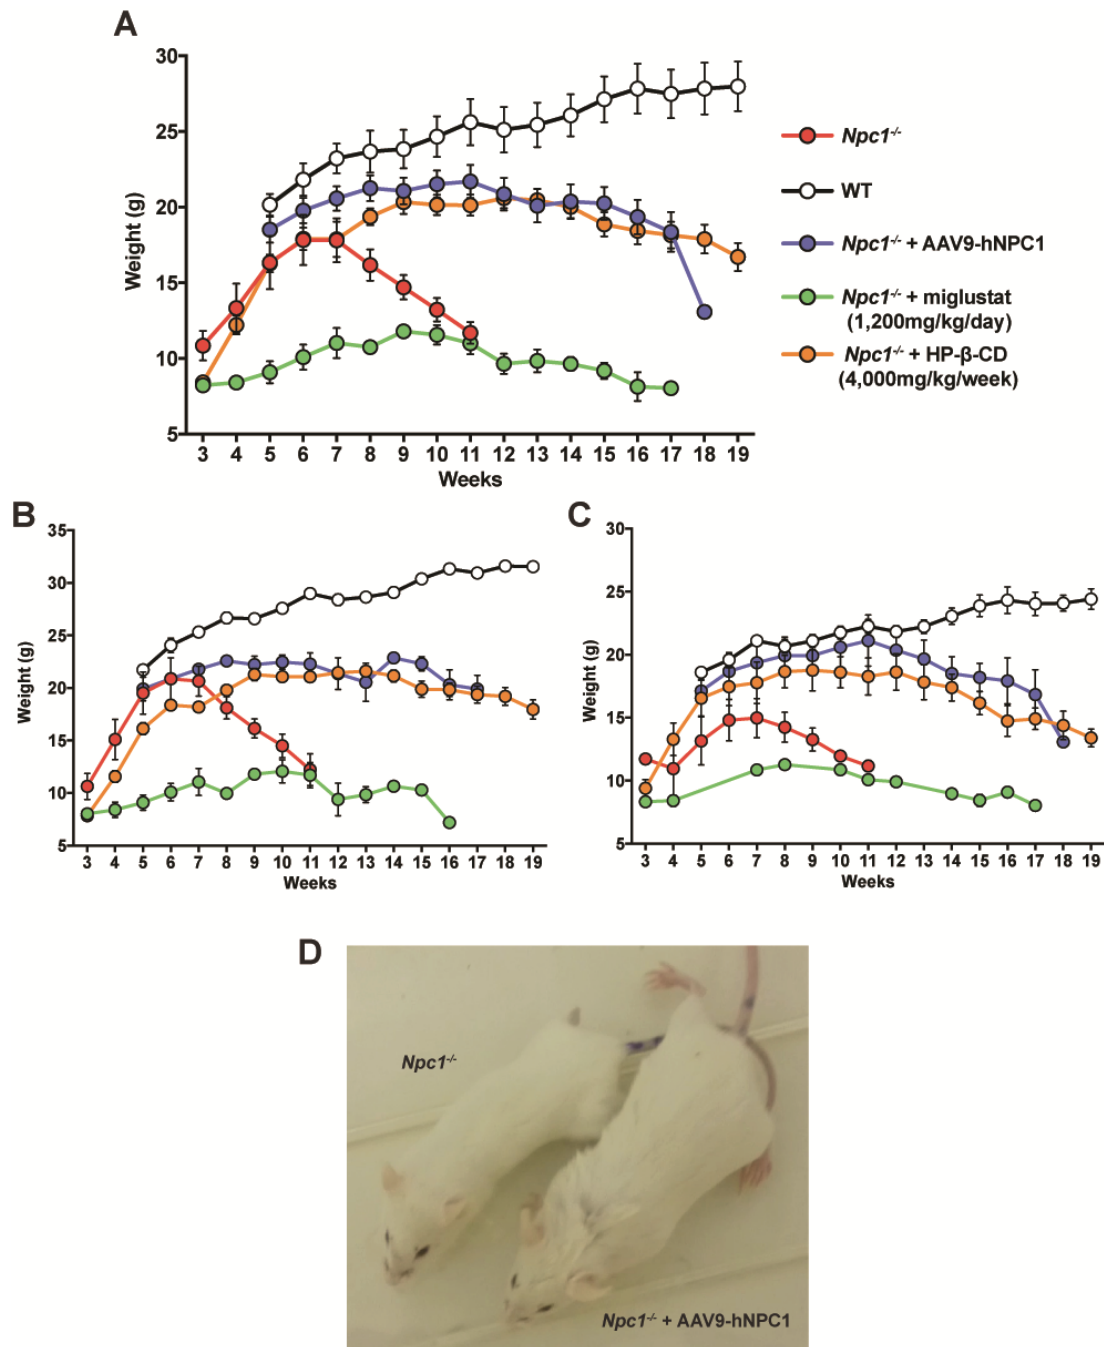 A
30
25
20
15
10
5
Weight (g)
3 4 5 6 7 8 9 10 11 12 13 14 15 16 17 18 19
Weeks
Npc1-/-
WT
Npc1-/- + AAV9-hNPC1
Npc1-/- + miglustat
(1,200mg/kg/day)
Npc1-/- + HP-β-CD
(4,000mg/kg/week)
B
35
30
25
20
15
10
5
Weight (g)
3 4 5 6 7 8 9 10 11 12 13 14 15 16 17 18 19
Weeks
C
30
25
20
15
10
5
Weight (g)
3 4 5 6 7 8 9 10 11 12 13 14 15 16 17 18 19
Weeks
D
Npc1-/-
Npc1-/- + AAV9-hNPC1